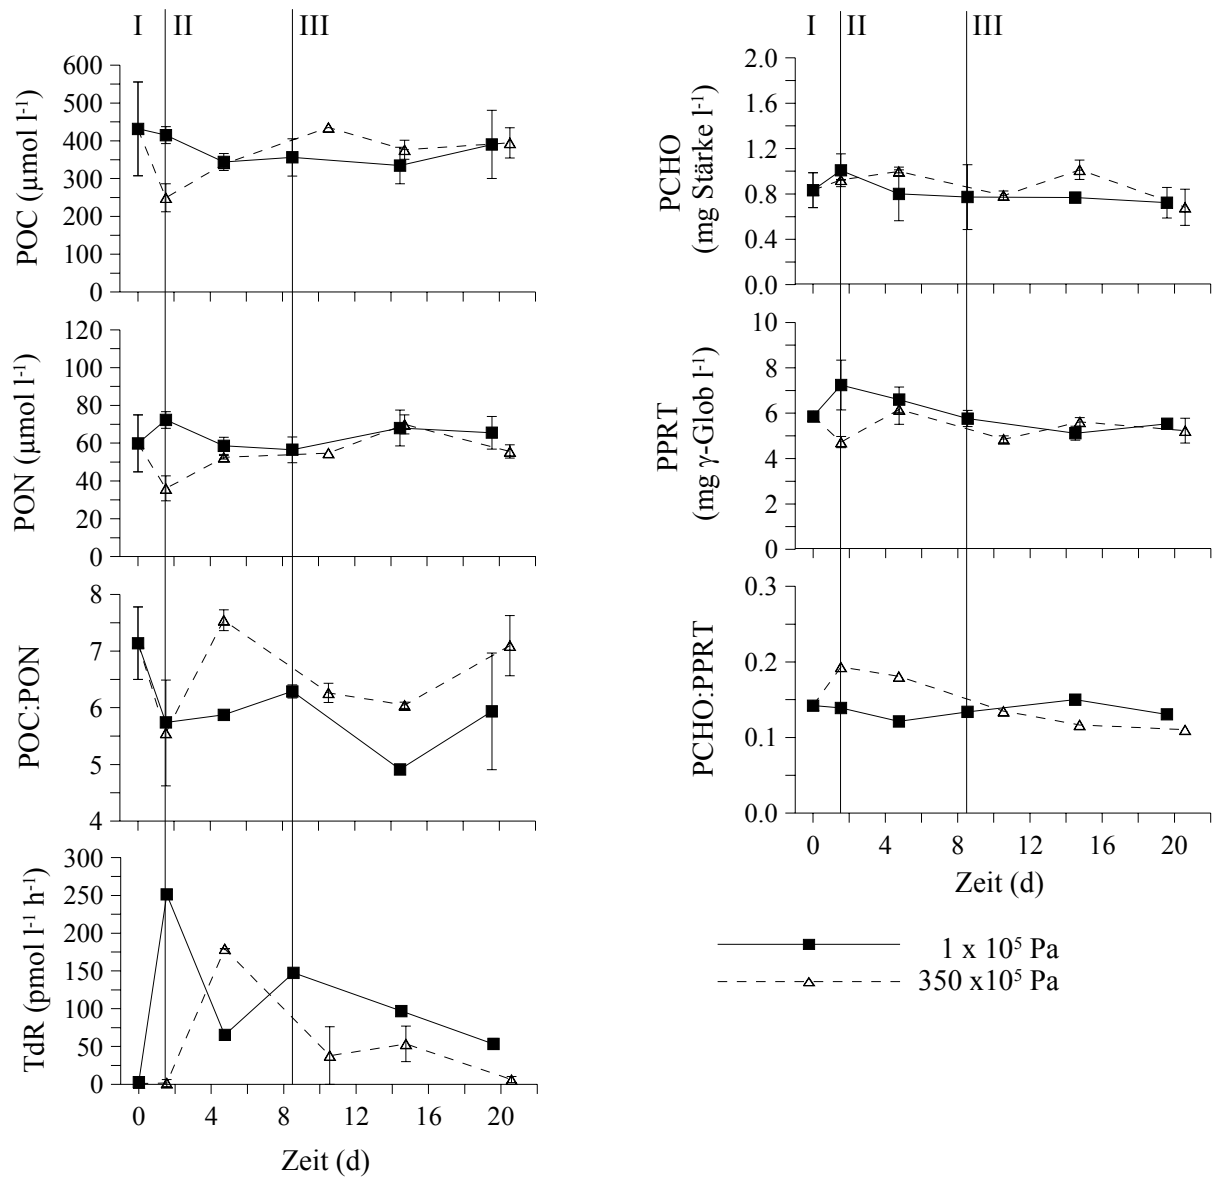 I II III
POC (µmol l⁻¹)
600
500
400
300
200
100
0
PON (µmol l⁻¹)
120
100
80
60
40
20
0
POC:PON
8
7
6
5
4
TdR (pmol l⁻¹ h⁻¹)
300
250
200
150
100
50
0
0 4 8 12 16 20
Zeit (d)
I II III
PCHO
(mg Stärke l⁻¹)
2.0
1.6
1.2
0.8
0.4
0.0
PPRT
(mg γ-Glob l⁻¹)
10
8
6
4
2
0
PCHO:PPRT
0.3
0.2
0.1
0.0
0 4 8 12 16 20
Zeit (d)
1 x 10⁵ Pa
350 x10⁵ Pa